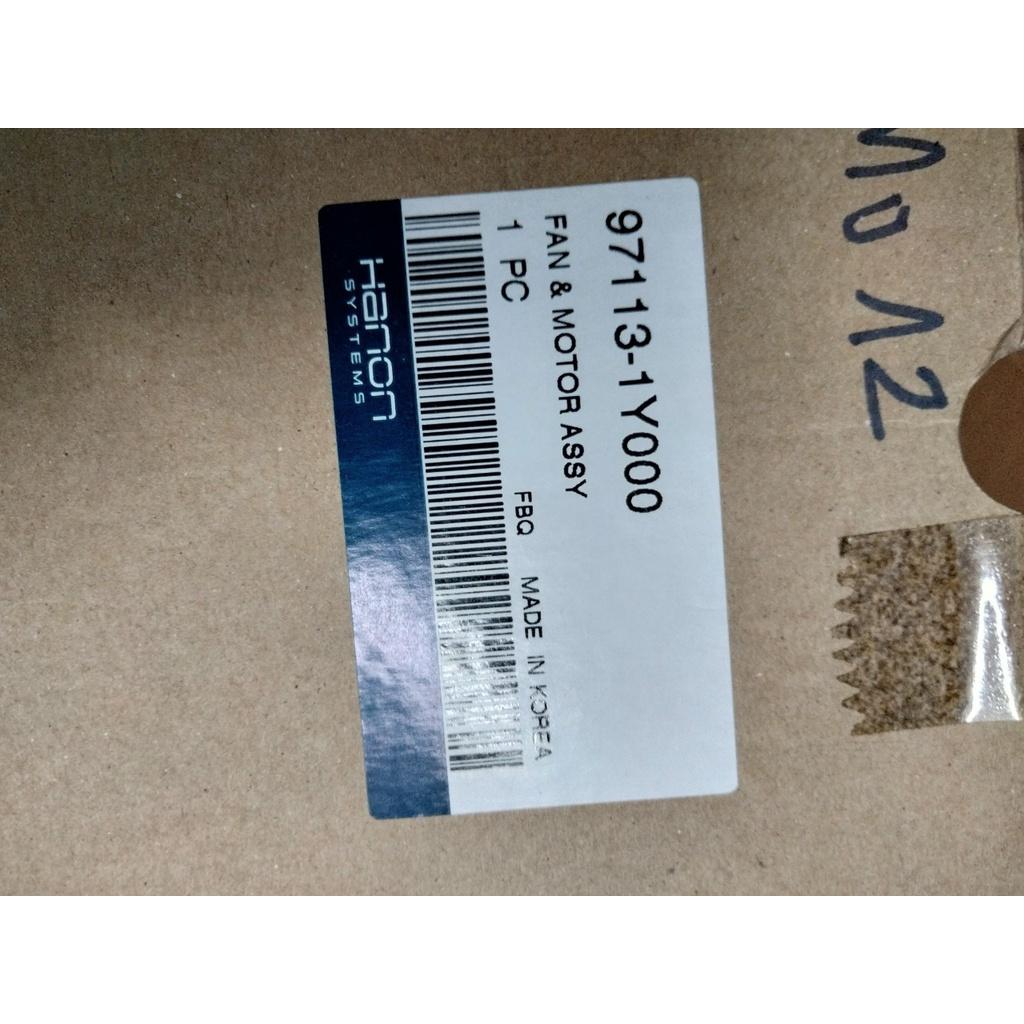 97113-1Y000
FAN & MOTOR ASSY
1 PC
FBQ MADE IN KOREA
Hanon
SYSTEMS